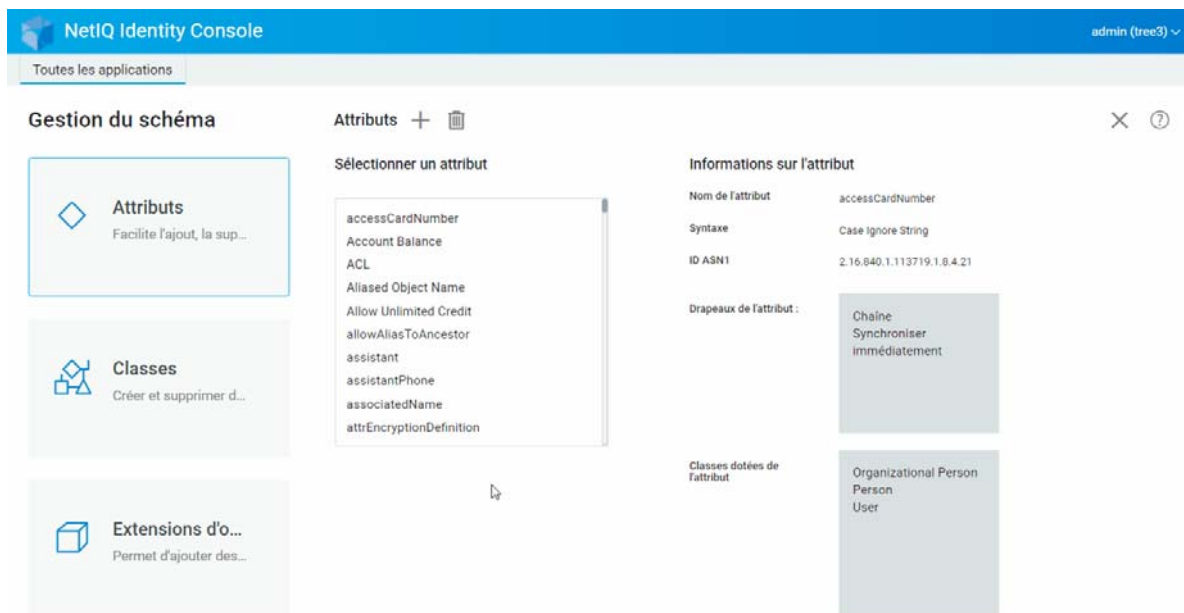 NetIQ Identity Console
admin (tree3)
Toutes les applications
Gestion du schéma
Attributs
Facilite l'ajout, la sup...
Classes
Créer et supprimer d...
Extensions d'o...
Permet d'ajouter des...
Attributs
Sélectionner un attribut
accessCardNumber
Account Balance
ACL
Aliased Object Name
Allow Unlimited Credit
allowAliasToAncestor
assistant
assistantPhone
associatedName
attrEncryptionDefinition
Informations sur l'attribut
Nom de l'attribut
accessCardNumber
Syntaxe
Case Ignore String
ID ASN1
2.16.840.1.113719.1.8.4.21
Drapeaux de l'attribut :
Chaîne
Synchroniser
immédiatement
Classes dotées de
l'attribut
Organizational Person
Person
User